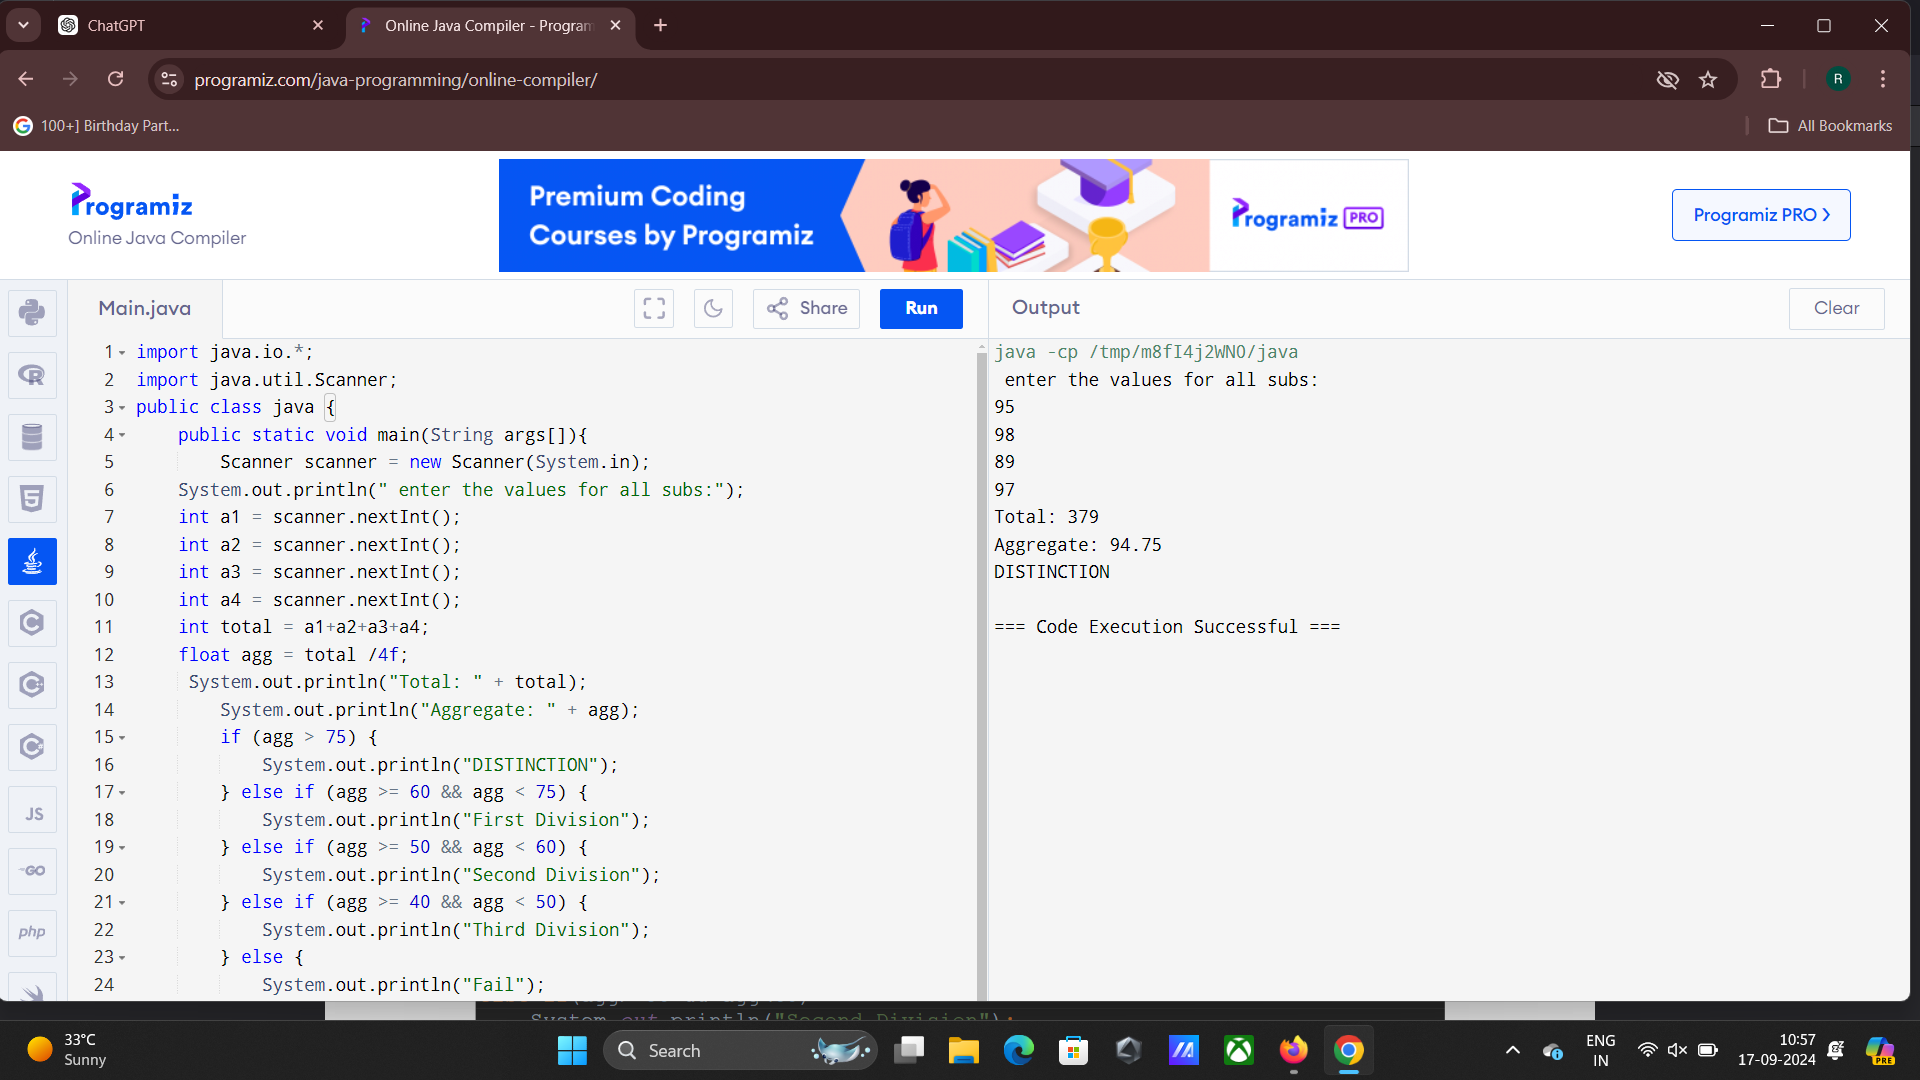 ChatGPT
Online Java Compiler - Program
programiz.com/java-programming/online-compiler/
R
100+] Birthday Part...
All Bookmarks
Programiz
Online Java Compiler
Premium Coding
Courses by Programiz
Programiz PRO
Programiz PRO
Main.java
Share
Run
Output
Clear
1 import java.io.*;
2 import java.util.Scanner;
3 public class java {
4 public static void main(String args[]){
5 Scanner scanner = new Scanner(System.in);
6 System.out.println(" enter the values for all subs:");
7 int a1 = scanner.nextInt();
8 int a2 = scanner.nextInt();
9 int a3 = scanner.nextInt();
10 int a4 = scanner.nextInt();
11 int total = a1+a2+a3+a4;
12 float agg = total /4f;
13 System.out.println("Total: " + total);
14 System.out.println("Aggregate: " + agg);
15 if (agg > 75) {
16 System.out.println("DISTINCTION");
17 } else if (agg >= 60 && agg < 75) {
18 System.out.println("First Division");
19 } else if (agg >= 50 && agg < 60) {
20 System.out.println("Second Division");
21 } else if (agg >= 40 && agg < 50) {
22 System.out.println("Third Division");
23 } else {
24 System.out.println("Fail");
java -cp /tmp/m8fI4j2WNO/java
enter the values for all subs:
95
98
89
97
Total: 379
Aggregate: 94.75
DISTINCTION
=== Code Execution Successful ===
JS
GO
php
System.out.println("Second Division");
33°C
Sunny
Search
ENG
IN
10:57
17-09-2024
PRE